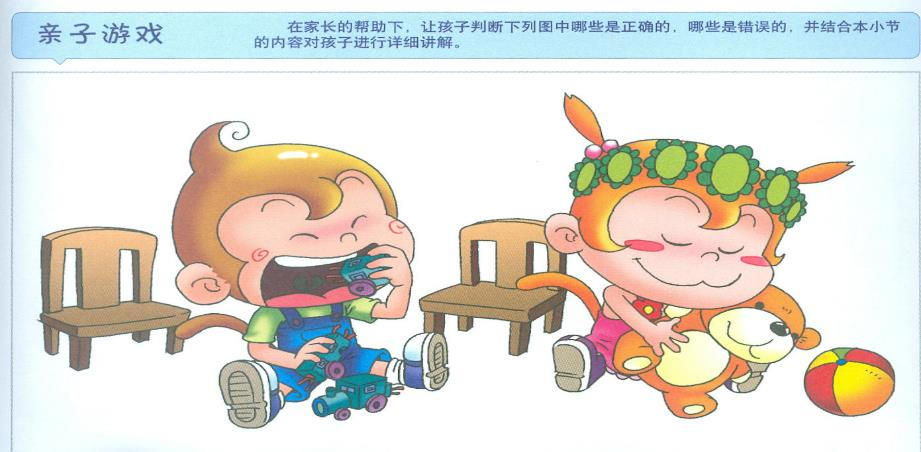 亲子游戏
在家长的帮助下，让孩子判断下列图中哪些是正确的，哪些是错误的，并结合本小节
的内容对孩子进行详细讲解。